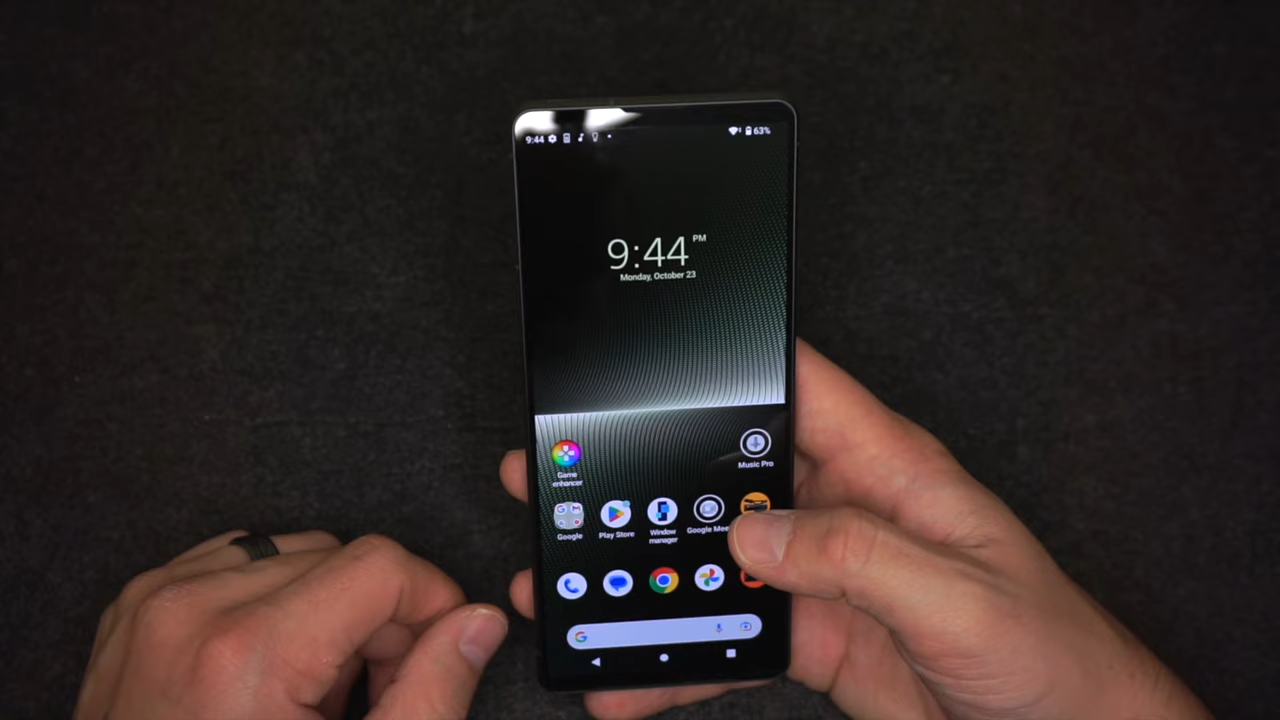 9:44
63%
9:44 PM
Monday, October 23
Music Pro
Game
enhancer
Google
Play Store
Window
manager
Google Mee